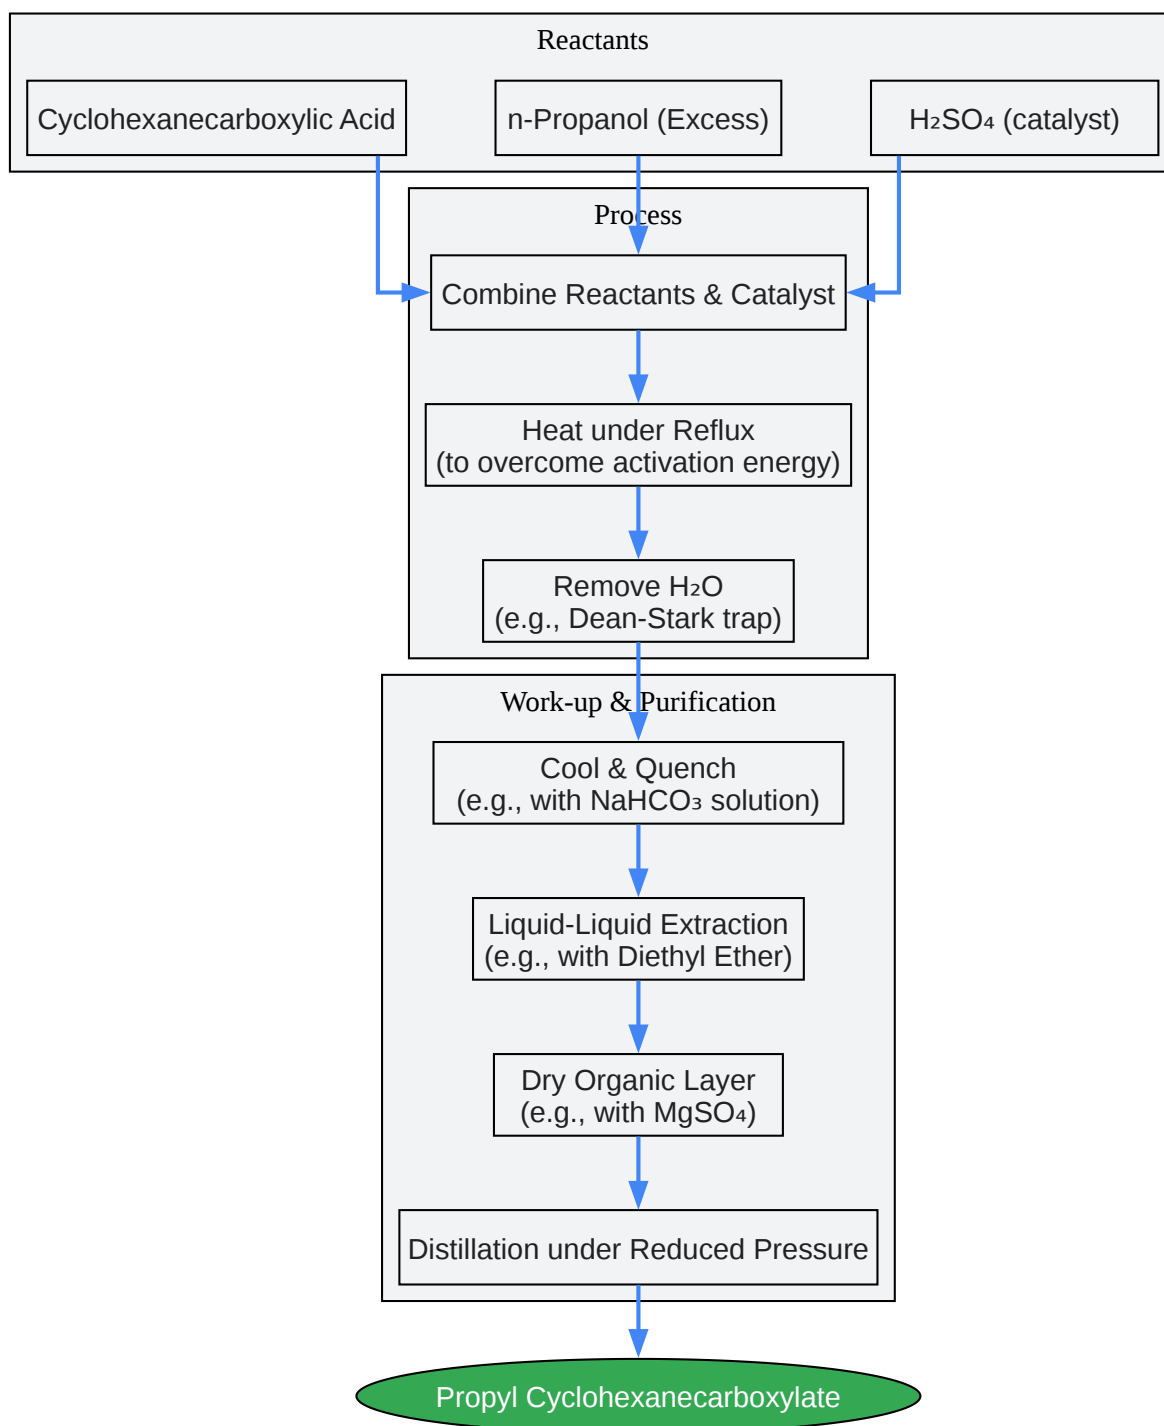 Reactants
Cyclohexanecarboxylic Acid
n-Propanol (Excess)
H₂SO₄ (catalyst)
Process
Combine Reactants & Catalyst
Heat under Reflux
(to overcome activation energy)
Remove H₂O
(e.g., Dean-Stark trap)
Work-up & Purification
Cool & Quench
(e.g., with NaHCO₃ solution)
Liquid-Liquid Extraction
(e.g., with Diethyl Ether)
Dry Organic Layer
(e.g., with MgSO₄)
Distillation under Reduced Pressure
Propyl Cyclohexanecarboxylate